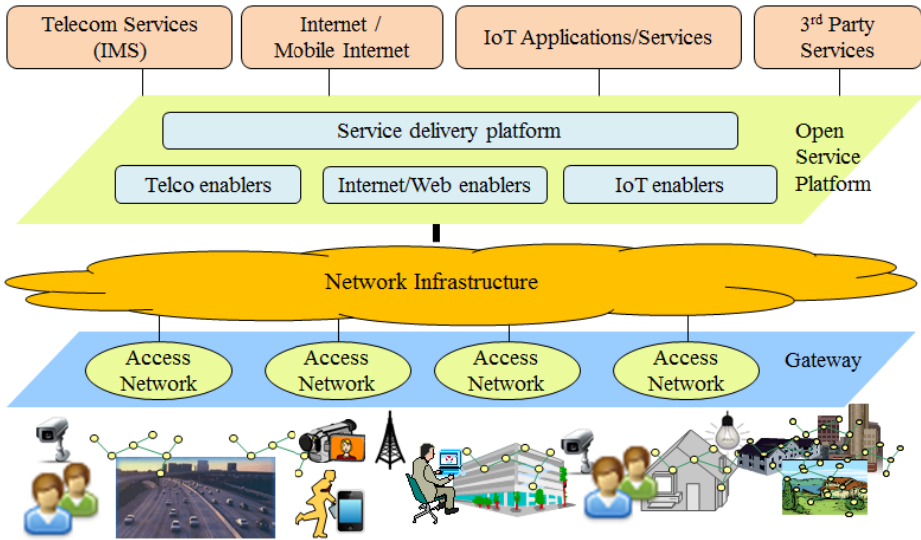 Telecom Services
(IMS)
Internet /
Mobile Internet
IoT Applications/Services
3rd Party
Services
Service delivery platform
Open
Service
Platform
Telco enablers
Internet/Web enablers
IoT enablers
Network Infrastructure
Access
Network
Access
Network
Access
Network
Access
Network
Gateway